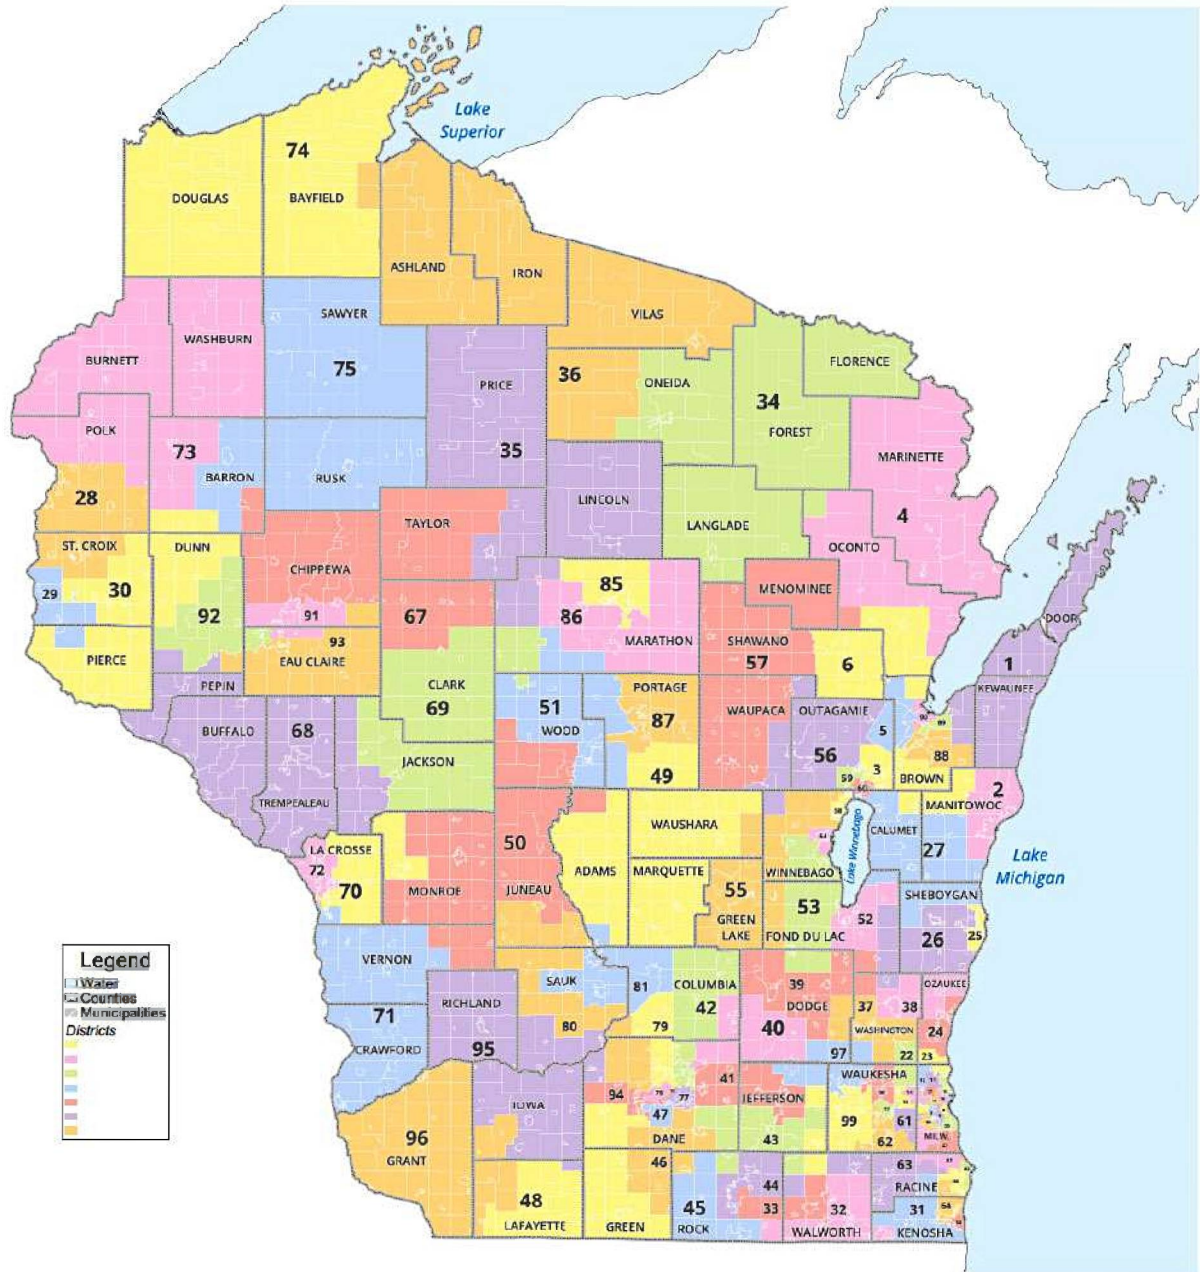 Lake
Superior
74
DOUGLAS
BAYFIELD
ASHLAND
IRON
VILAS
SAWYER
WASHBURN
BURNETT
75
PRICE
36
ONEIDA
FLORENCE
34
FOREST
POLK
73
BARRON
RUSK
35
MARINETTE
28
LINCOLN
TAYLOR
LANGLADE
4
OCONTO
ST. CROIX
DUNN
CHIPPEWA
29
30
85
MENOMINEE
92
91
67
86
DOOR
93
MARATHON
SHAWANO
57
6
1
PIERCE
EAU CLAIRE
PEPIN
CLARK
69
PORTAGE
KEWAUNEE
BUFFALO
68
51
WOOD
87
WAUPACA
OUTAGAMIE
5
89
56
88
JACKSON
49
59
3
BROWN
TREMPEALEAU
2
MANITOWOC
WAUSHARA
Lake Winnebago
CALUMET
LA CROSSE
72
50
27
Lake
Michigan
70
MONROE
JUNEAU
ADAMS
MARQUETTE
WINNEBAGO
55
GREEN
LAKE
53
FOND DU LAC
52
SHEBOYGAN
26
25
VERNON
SAUK
81
COLUMBIA
42
39
DODGE
OZAUKEE
RICHLAND
37
38
71
80
79
40
WASHINGTON
24
CRAWFORD
95
97
22
23
41
WAUKESHA
94
77
JEFFERSON
IOWA
47
99
61
MILW.
96
GRANT
DANE
43
62
46
63
44
RACINE
48
LAFAYETTE
GREEN
45
ROCK
33
32
WALWORTH
31
KENOSHA
Legend
Water
Counties
Municipalities
Districts